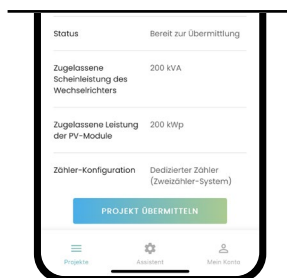 Status Bereit zur Übermittlung
Zugelassene 200 kVA
Scheinleistung des
Wechselrichters
Zugelassene Leistung 200 kWp
der PV-Module
Zähler-Konfiguration Dedizierter Zähler
(Zweizähler-System)
PROJEKT ÜBERMITTELN
Projekte Assistent Mein Konto